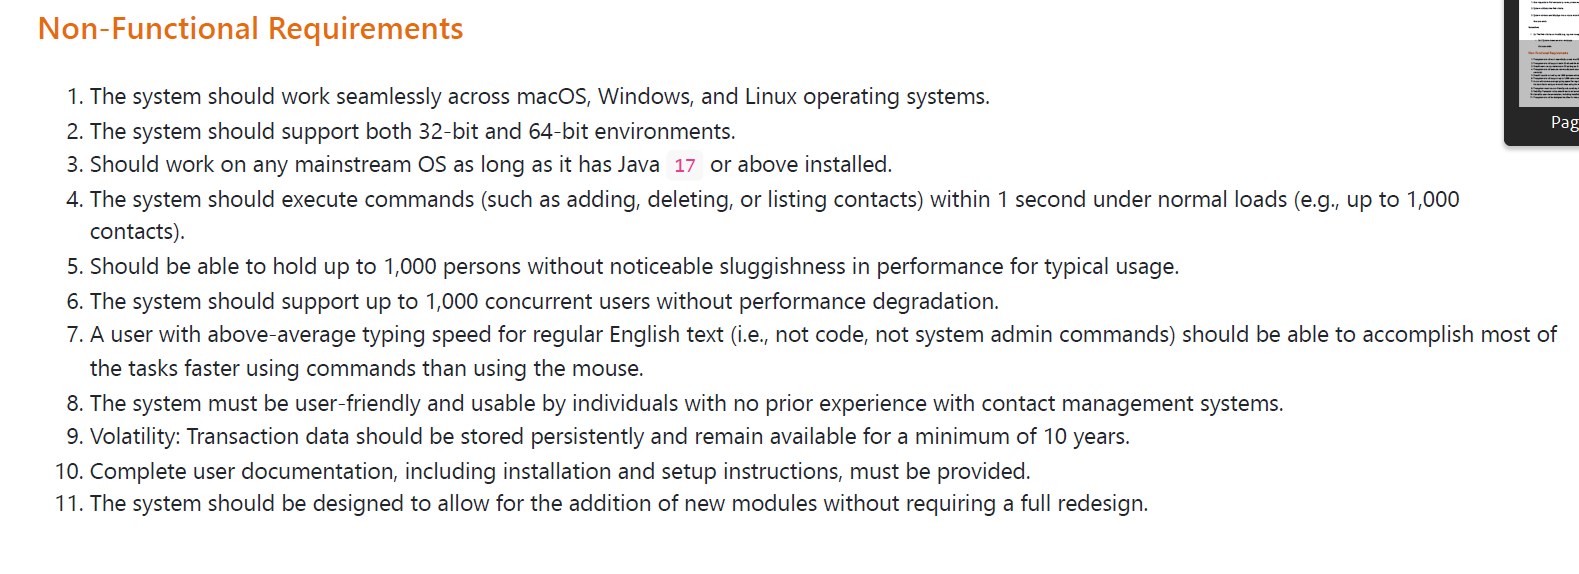 Non-Functional Requirements
1. The system should work seamlessly across macOS, Windows, and Linux operating systems.
2. The system should support both 32-bit and 64-bit environments.
3. Should work on any mainstream OS as long as it has Java 17 or above installed.
4. The system should execute commands (such as adding, deleting, or listing contacts) within 1 second under normal loads (e.g., up to 1,000
contacts).
5. Should be able to hold up to 1,000 persons without noticeable sluggishness in performance for typical usage.
6. The system should support up to 1,000 concurrent users without performance degradation.
7. A user with above-average typing speed for regular English text (i.e., not code, not system admin commands) should be able to accomplish most of
the tasks faster using commands than using the mouse.
8. The system must be user-friendly and usable by individuals with no prior experience with contact management systems.
9. Volatility: Transaction data should be stored persistently and remain available for a minimum of 10 years.
10. Complete user documentation, including installation and setup instructions, must be provided.
11. The system should be designed to allow for the addition of new modules without requiring a full redesign.
Pag